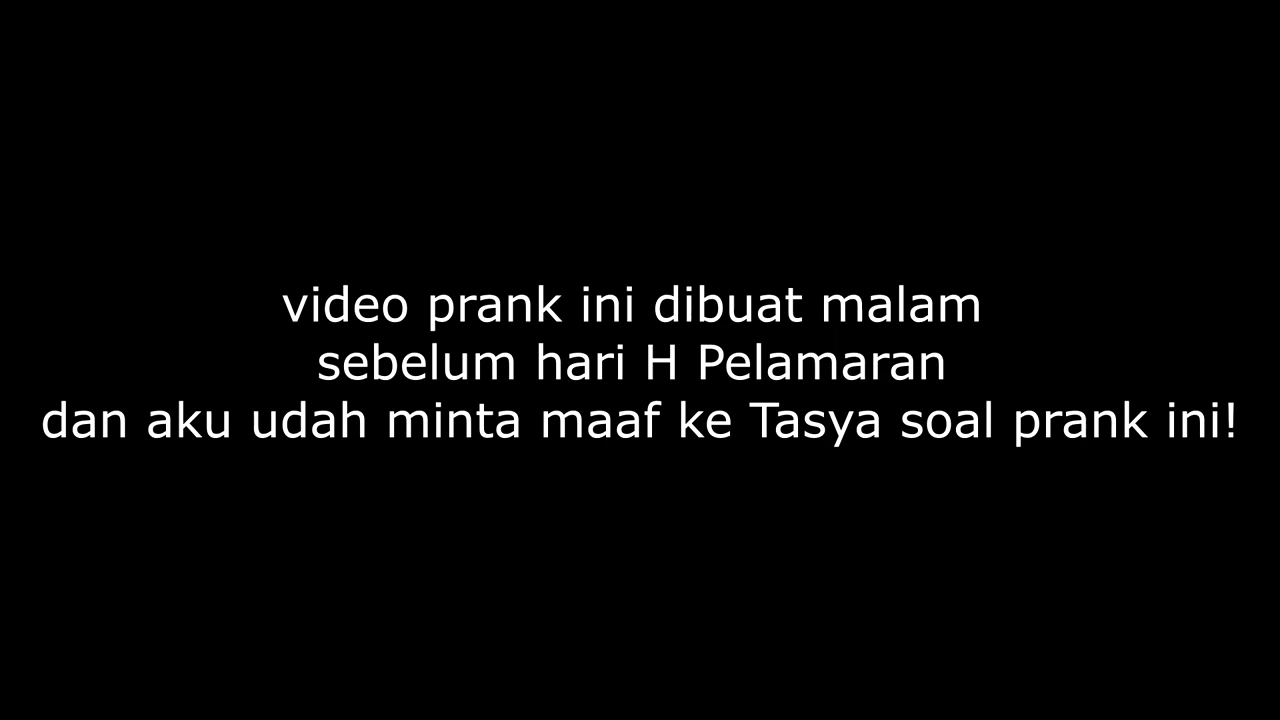 video prank ini dibuat malam
sebelum hari H Pelamaran
dan aku udah minta maaf ke Tasya soal prank ini!